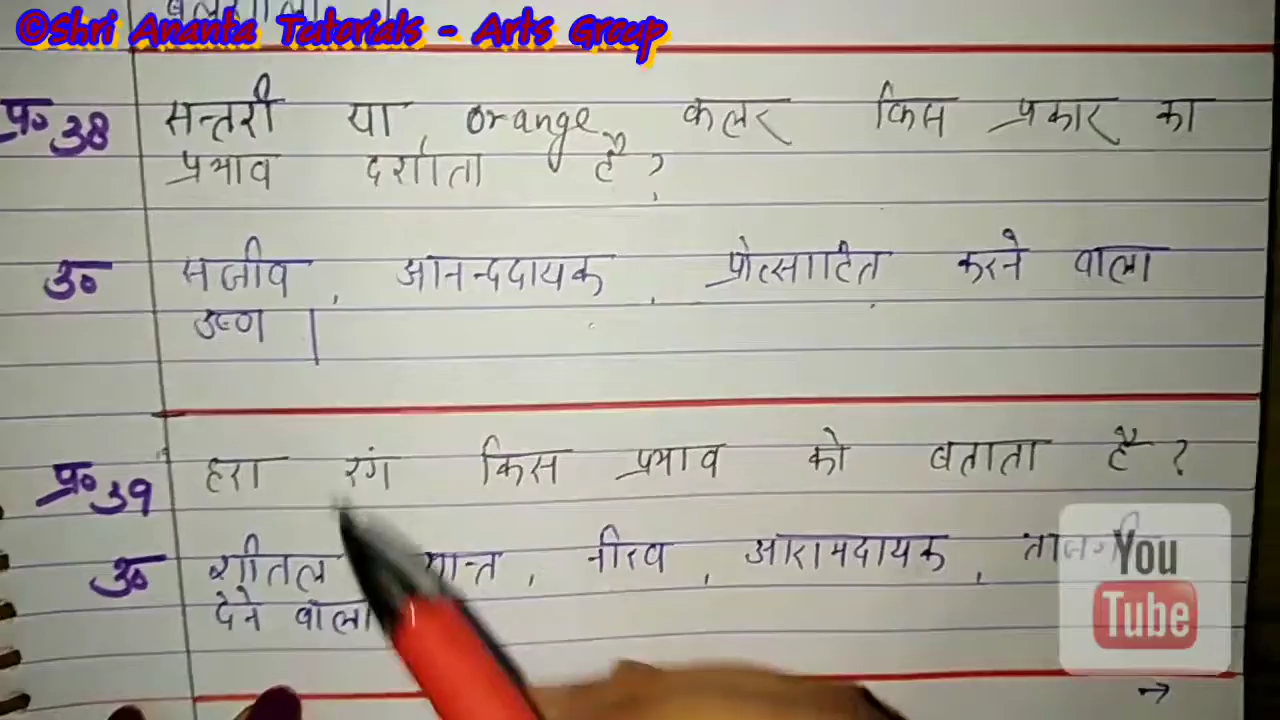 ©Shri Ananta Tutorials - Arts Group
प्र० 38 सन्तरी या orange कलर किस प्रकार का
प्रभाव दर्शाता है ?
उ० सजीव , आनन्ददायक , प्रोत्साहित करने वाला
उष्ण |
प्र० 39 हरा रंग किस प्रभाव को बताता है ?
उ० शीतल शान्त , नीरव , आरामदायक , ताजगी
देने वाला
You
Tube
→